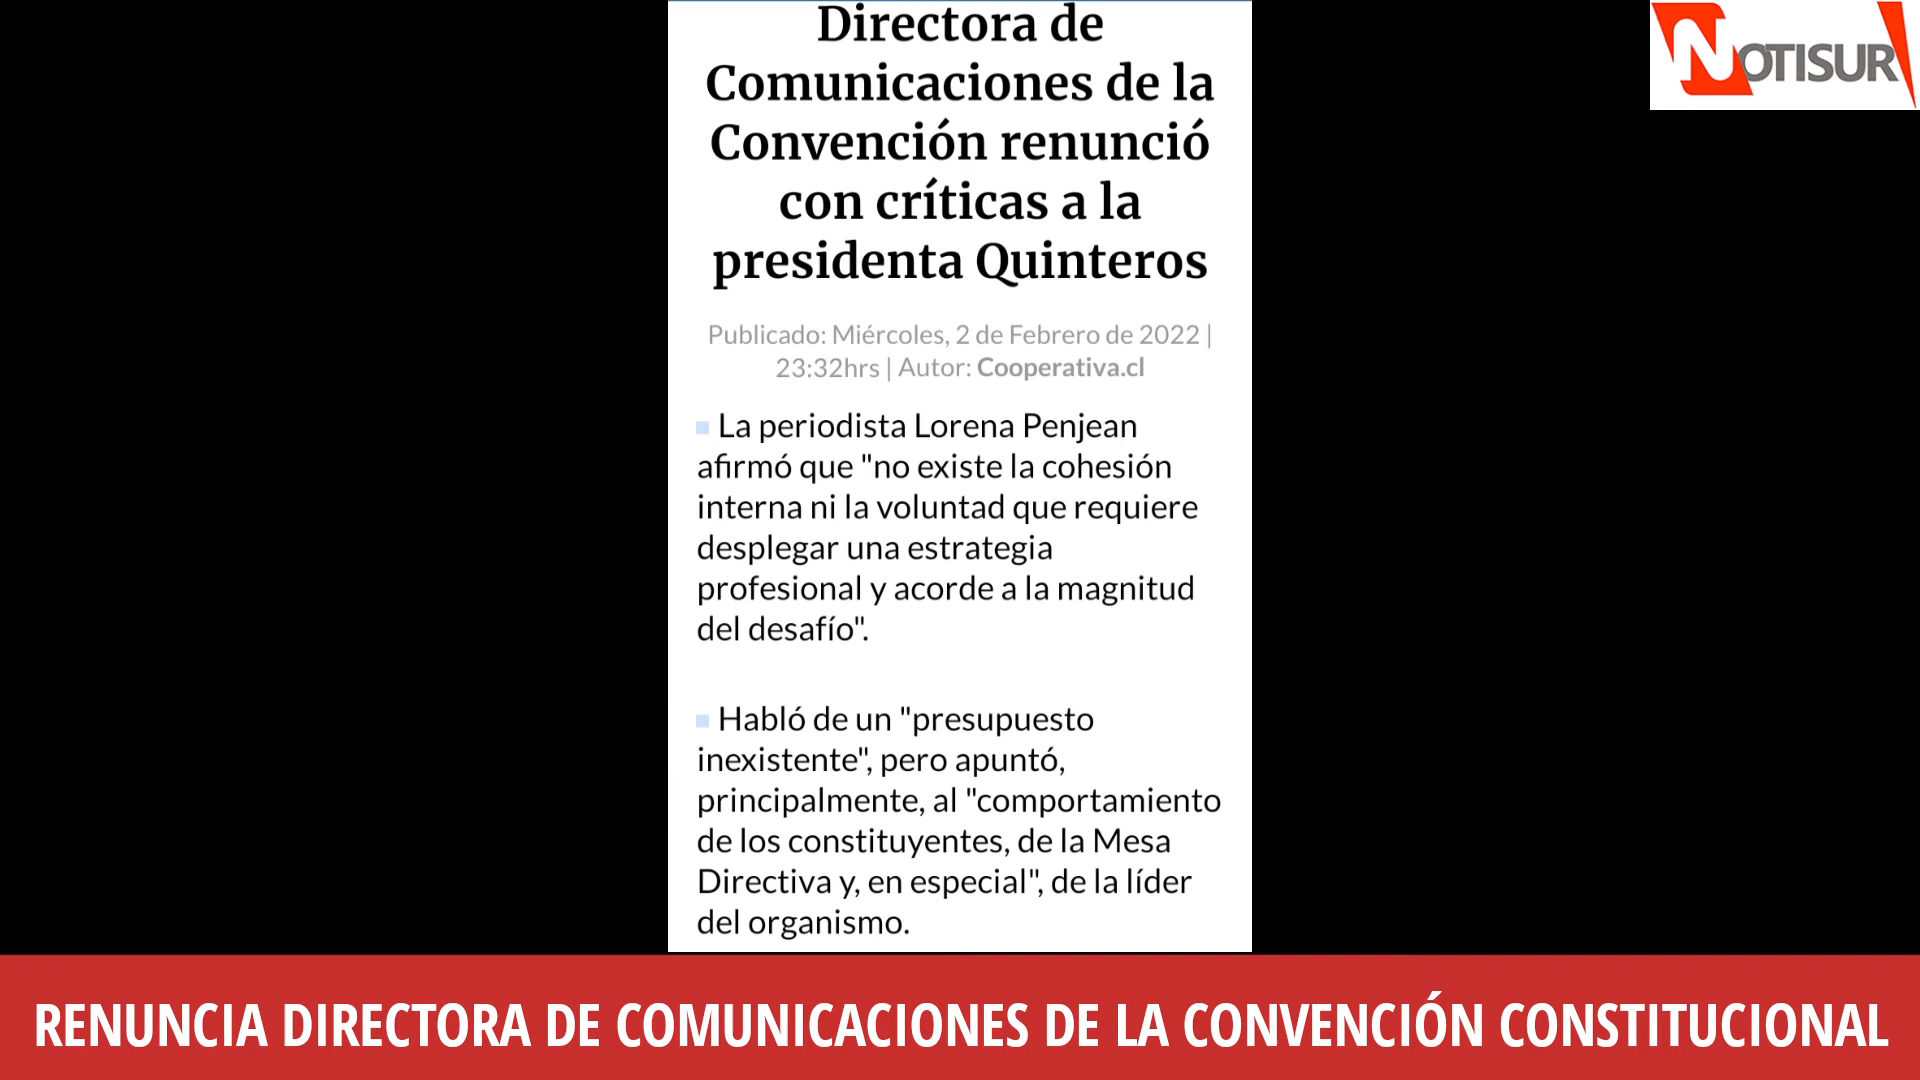 Directora de
Comunicaciones de la
Convención renunció
con críticas a la
presidenta Quinteros
NOTISUR
Publicado: Miércoles, 2 de Febrero de 2022 |
23:32hrs | Autor: Cooperativa.cl
La periodista Lorena Penjean
afirmó que "no existe la cohesión
interna ni la voluntad que requiere
desplegar una estrategia
profesional y acorde a la magnitud
del desafío".
Habló de un "presupuesto
inexistente", pero apuntó,
principalmente, al "comportamiento
de los constituyentes, de la Mesa
Directiva y, en especial", de la líder
del organismo.
RENUNCIA DIRECTORA DE COMUNICACIONES DE LA CONVENCIÓN CONSTITUCIONAL